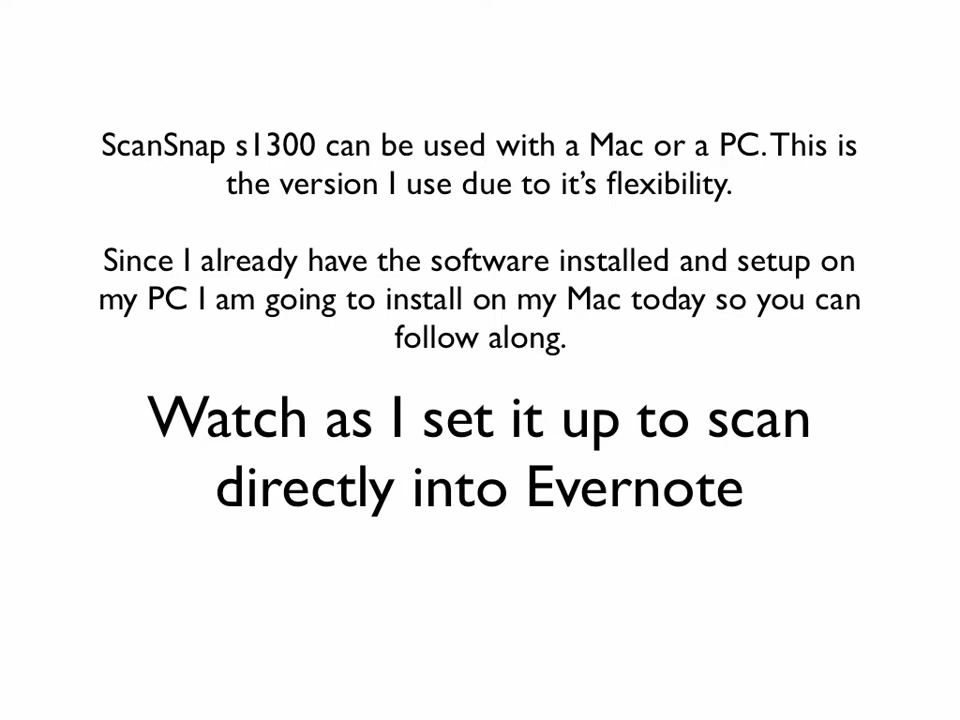 ScanSnap s1300 can be used with a Mac or a PC. This is
the version I use due to it’s flexibility.
Since I already have the software installed and setup on
my PC I am going to install on my Mac today so you can
follow along.
Watch as I set it up to scan
directly into Evernote